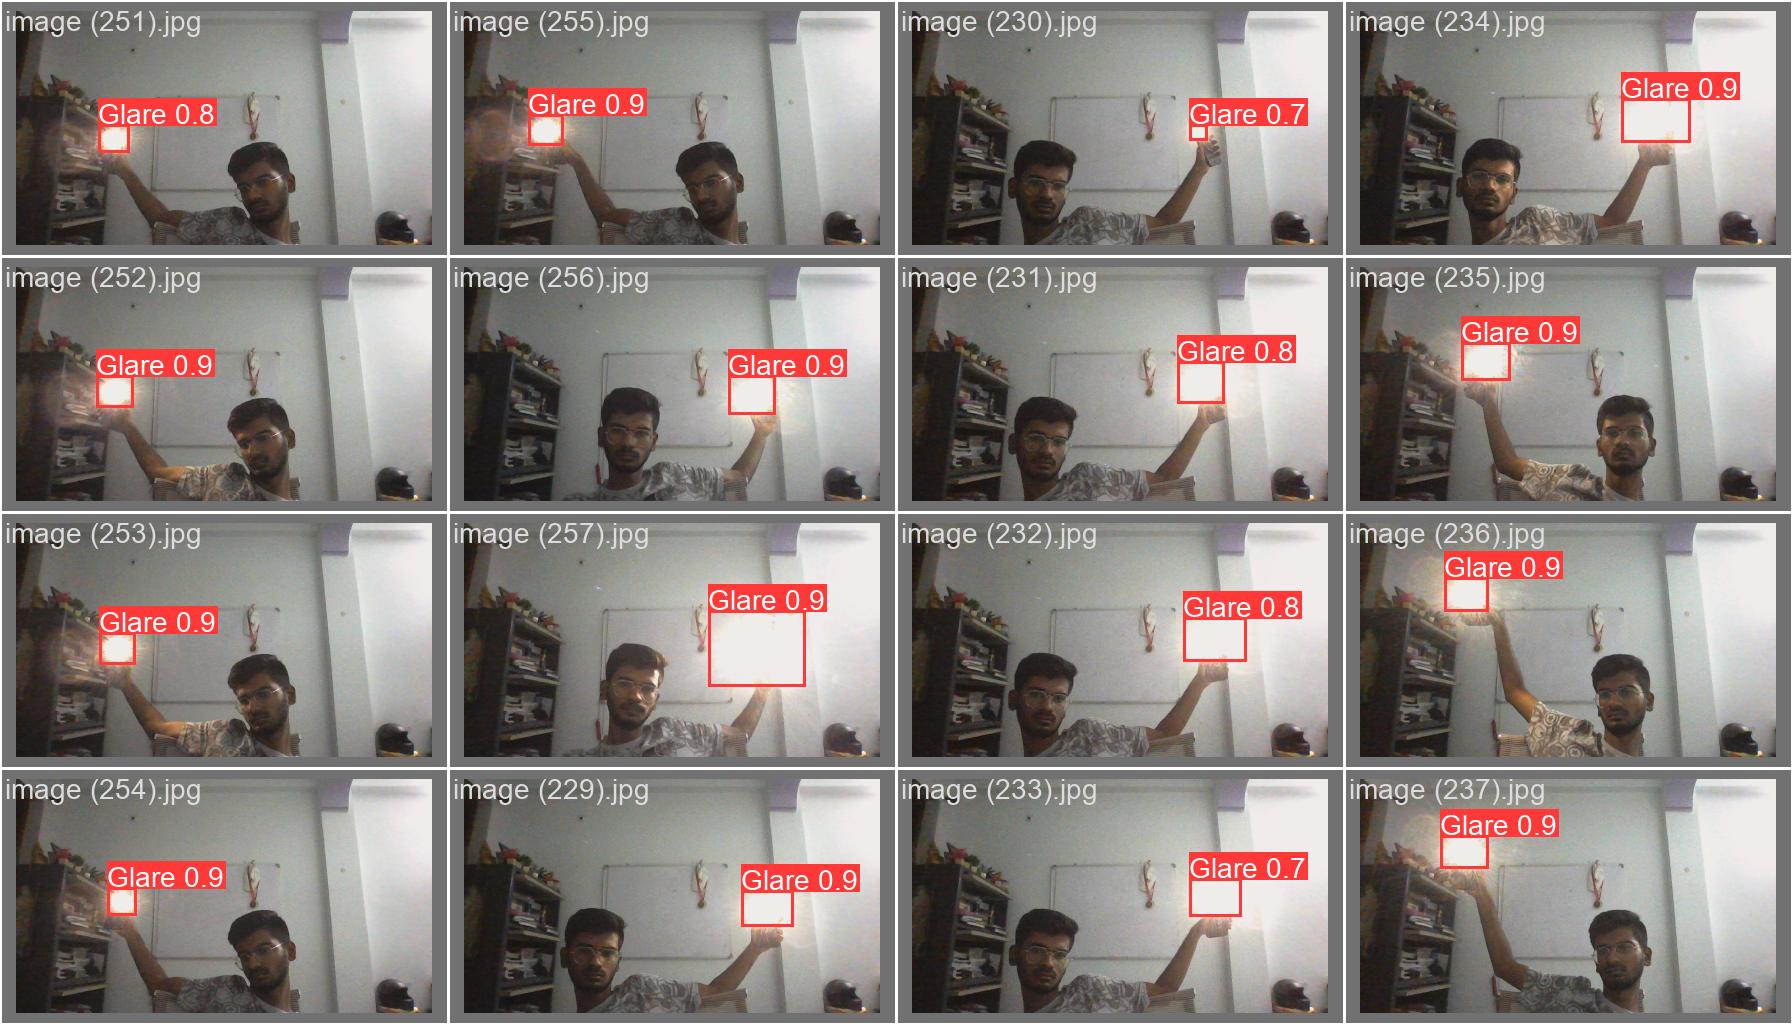 image (251).jpg
Glare 0.8
image (255).jpg
Glare 0.9
image (230).jpg
Glare 0.7
image (234).jpg
Glare 0.9
image (252).jpg
Glare 0.9
image (256).jpg
Glare 0.9
image (231).jpg
Glare 0.8
image (235).jpg
Glare 0.9
image (253).jpg
Glare 0.9
image (257).jpg
Glare 0.9
image (232).jpg
Glare 0.8
image (236).jpg
Glare 0.9
image (254).jpg
Glare 0.9
image (229).jpg
Glare 0.9
image (233).jpg
Glare 0.7
image (237).jpg
Glare 0.9